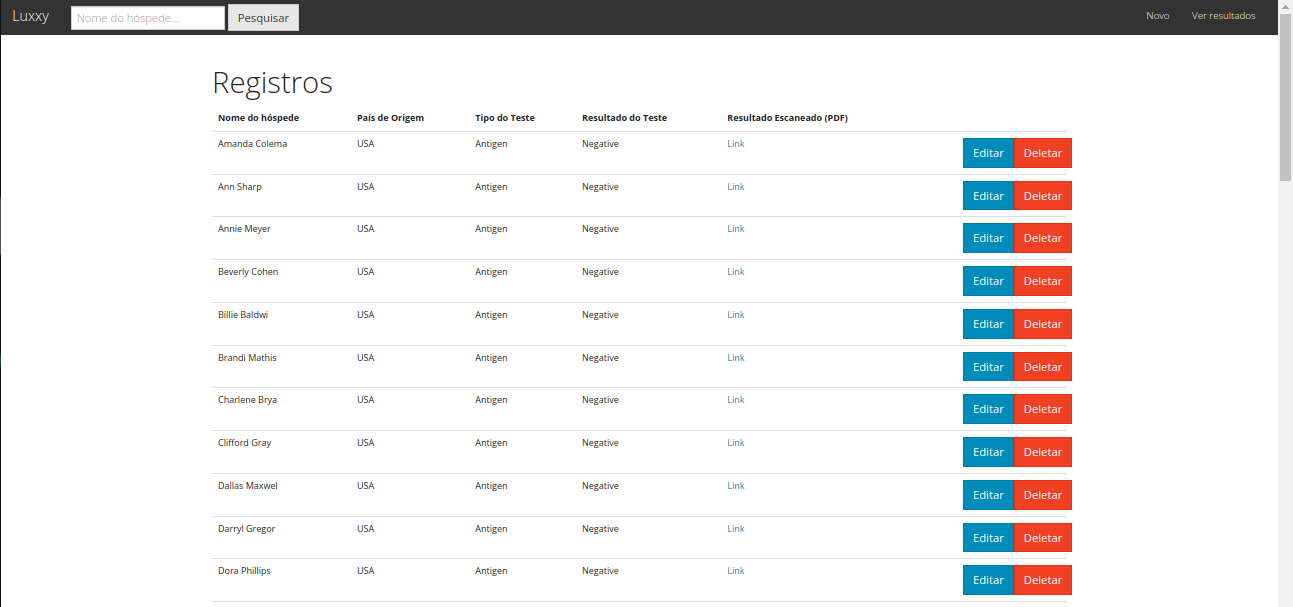 Luxxy Nome do hóspede... Pesquisar Novo Ver resultados
Registros
Nome do hóspede País de Origem Tipo do Teste Resultado do Teste Resultado Escaneado (PDF)
Amanda Colema USA Antigen Negative Link Editar Deletar
Ann Sharp USA Antigen Negative Link Editar Deletar
Annie Meyer USA Antigen Negative Link Editar Deletar
Beverly Cohen USA Antigen Negative Link Editar Deletar
Billie Baldwi USA Antigen Negative Link Editar Deletar
Brandi Mathis USA Antigen Negative Link Editar Deletar
Charlene Brya USA Antigen Negative Link Editar Deletar
Clifford Gray USA Antigen Negative Link Editar Deletar
Dallas Maxwel USA Antigen Negative Link Editar Deletar
Darryl Gregor USA Antigen Negative Link Editar Deletar
Dora Phillips USA Antigen Negative Link Editar Deletar